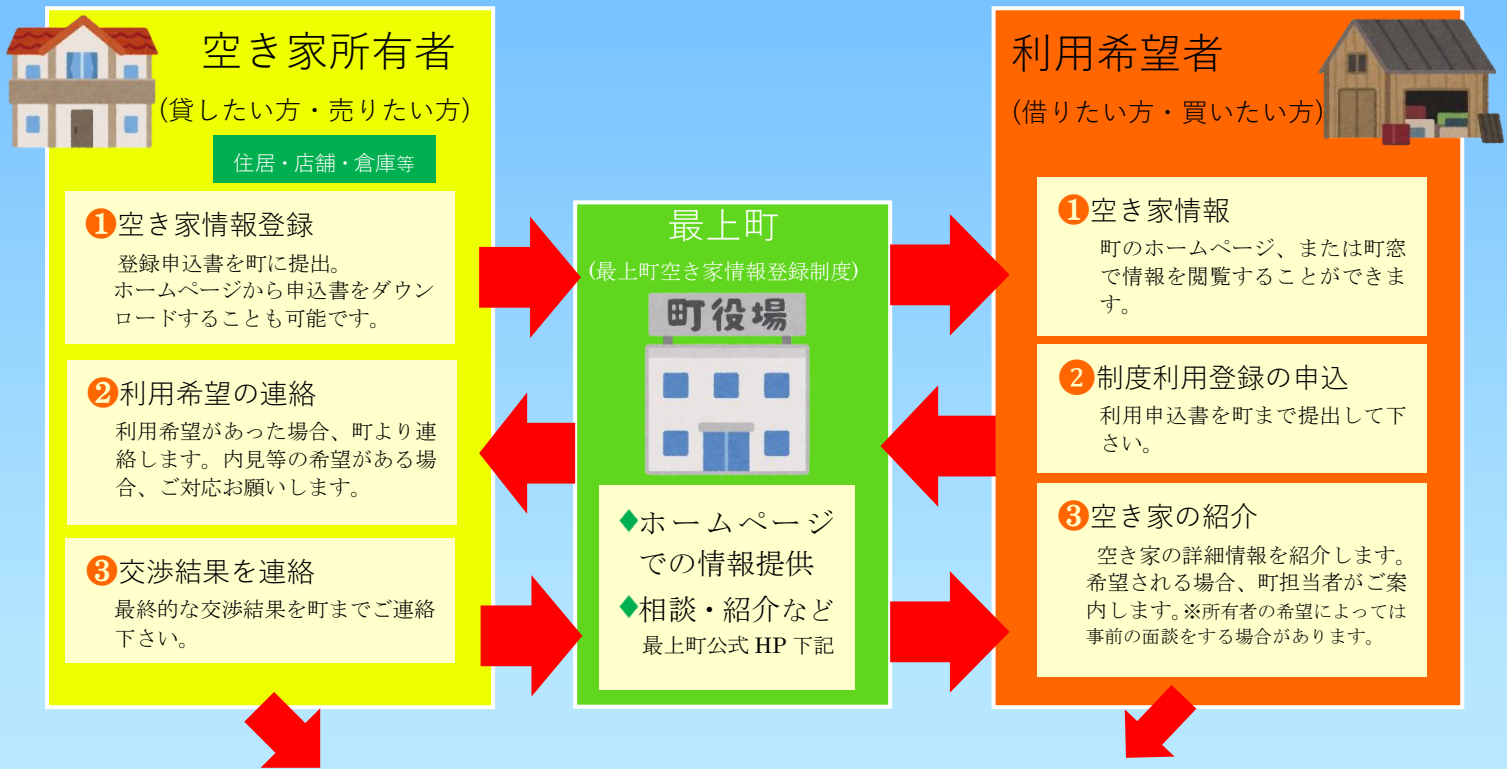 空き家所有者
(貸したい方・売りたい方)
住居・店舗・倉庫等
❶空き家情報登録
登録申込書を町に提出。
ホームページから申込書をダウン
ロードすることも可能です。
❷利用希望の連絡
利用希望があった場合、町より連
絡します。内見等の希望がある場
合、ご対応お願いします。
❸交渉結果を連絡
最終的な交渉結果を町までご連絡
下さい。
最上町
(最上町空き家情報登録制度)
町役場
♦ホームページ
での情報提供
♦相談・紹介など
最上町公式 HP 下記
利用希望者
(借りたい方・買いたい方)
❶空き家情報
町のホームページ、または町窓
で情報を閲覧することができま
す。
❷制度利用登録の申込
利用申込書を町まで提出して下
さい。
❸空き家の紹介
空き家の詳細情報を紹介します。
希望される場合、町担当者がご案
内します。※所有者の希望によっては
事前の面談をする場合があります。